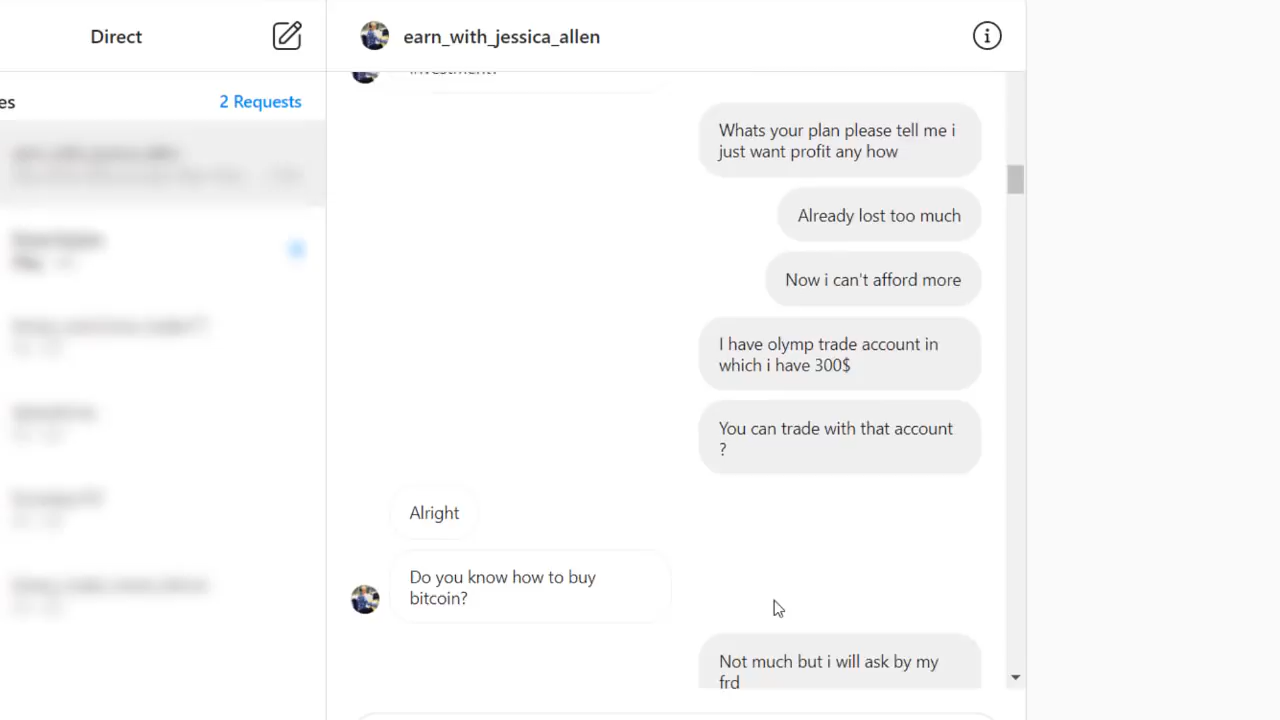 Direct
earn_with_jessica_allen
es
2 Requests
investment?
Whats your plan please tell me i
just want profit any how
Already lost too much
Now i can't afford more
I have olymp trade account in
which i have 300$
You can trade with that account
?
Alright
Do you know how to buy
bitcoin?
Not much but i will ask by my
frd